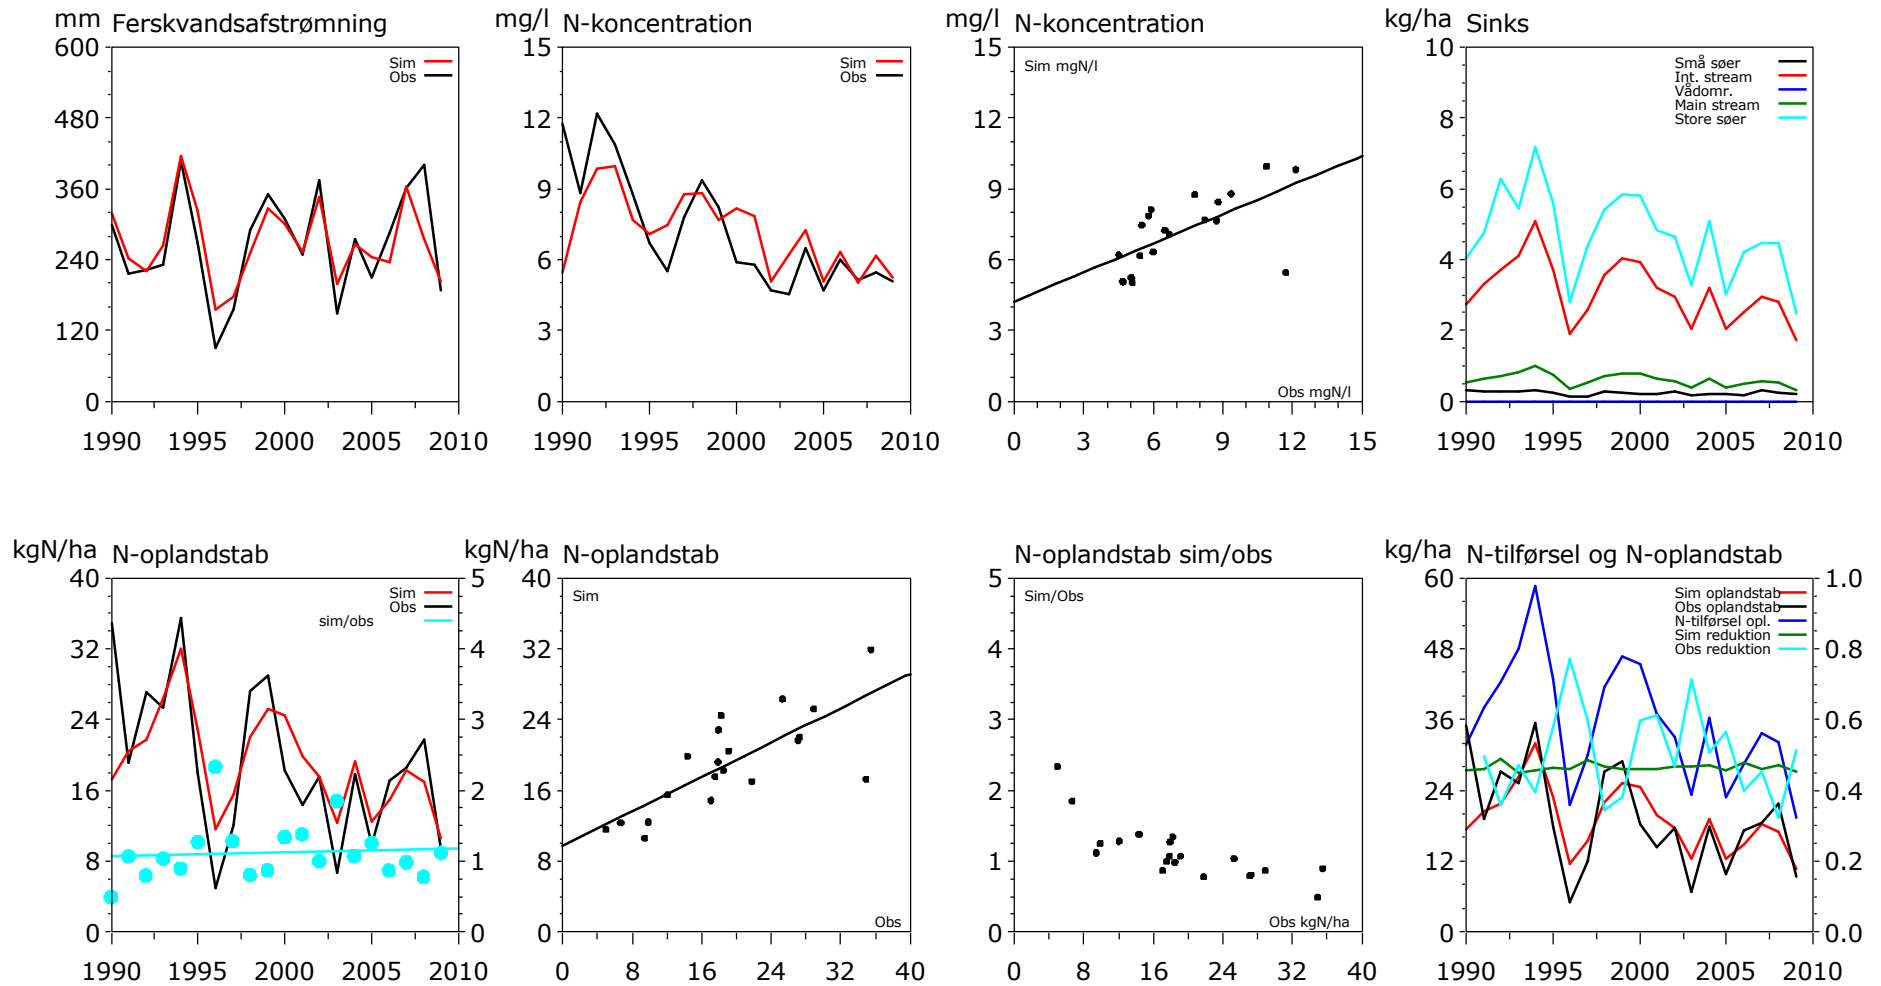 mm Ferskvandsafstrømning
600
480
360
240
120
0
1990 1995 2000 2005 2010
Sim
Obs
mg/l N-koncentration
15
12
9
6
3
0
1990 1995 2000 2005 2010
Sim
Obs
mg/l N-koncentration
15
12
9
6
3
0
0 3 6 9 12 15
Sim mgN/l
Obs mgN/l
kg/ha Sinks
10
8
6
4
2
0
1990 1995 2000 2005 2010
Små søer
Int. stream
Vådomr.
Main stream
Store søer
kgN/ha N-oplandstab
40
32
24
16
8
0
5
4
3
2
1
0
1990 1995 2000 2005 2010
Sim
Obs
sim/obs
kgN/ha N-oplandstab
40
32
24
16
8
0
0 8 16 24 32 40
Sim
Obs
N-oplandstab sim/obs
5
4
3
2
1
0
0 8 16 24 32 40
Sim/Obs
Obs kgN/ha
kg/ha N-tilførsel og N-oplandstab
60
48
36
24
12
0
1.0
0.8
0.6
0.4
0.2
0.0
1990 1995 2000 2005 2010
Sim oplandstab
Obs oplandstab
N-tilførsel opl.
Sim reduktion
Obs reduktion